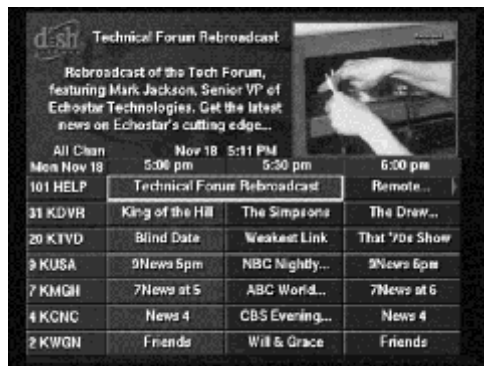 dish Technical Forum Rebroadcast
Rebroadcast of the Tech
Forum,
featuring Mark Jackson, Senior VP of
Echostar Technologies. Get the latest
news on Echostar's cutting
edge...
All Chan Nov 18 5:11 PM
Mon Nov 18 5:00 pm 5:30 pm 6:00 pm
101 HELP Technical Forum Rebroadcast Remote...
31 KDVR King of the Hill The Simpsons The Drew...
20 KTVD Blind Date Weakest Link That '70s Show
9 KUSA 9News 5pm NBC Nightly... 9News 6pm
7 KMGH 7News at 5 ABC World... 7News at 6
4 KCNC News 4 CBS Evening... News 4
2 KWGN Friends Will & Grace Friends